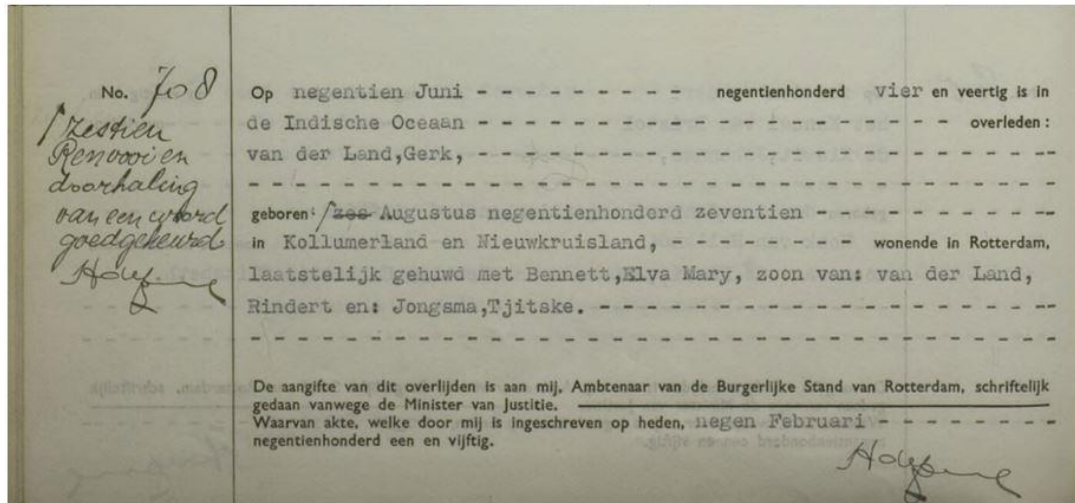 No. 708
zestien
Renvooi en
doorhaling
van een woord
goedgekeurd
Op negentien Juni - - - - - - - - - - negentienhonderd vier en veertig is in
de Indische Oceaan - - - - - - - - - - - - - - - - - - - - overleden :
van der Land,Gerk,- - - - - - - - - - - - - - - - - - - - - - - - - - -
- - - - - - - - - - - - - - - - - - - - - - - - - - - - - - - - - - -
geboren: zes Augustus negentienhonderd zeventien - - - - - - - - - - -
in Kollumerland en Nieuwkruisland, - - - - - - - - - wonende in Rotterdam,
laatstelijk gehuwd met Bennett,Elva Mary, zoon van: van der Land,
Rindert en: Jongsma,Tjitske. - - - - - - - - - - - - - - - - - - - - -
- - - - - - - - - - - - - - - - - - - - - - - - - - - - - - - - - - -
De aangifte van dit overlijden is aan mij, Ambtenaar van de Burgerlijke Stand van Rotterdam, schriftelijk
gedaan vanwege de Minister van Justitie.
Waarvan akte, welke door mij is ingeschreven op heden, negen Februari - - - - - - - -
negentienhonderd een en vijftig.